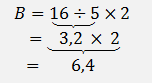 B = 16 ÷ 5 × 2
= 3,2 × 2
= 6,4